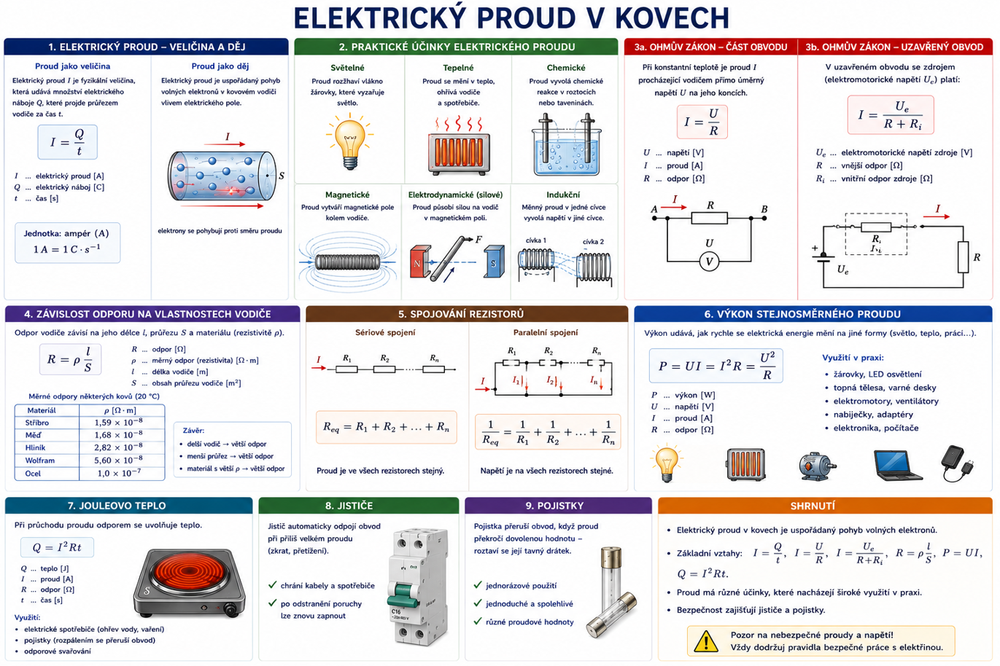 ELEKTRICKÝ PROUD V KOVECH
1. ELEKTRICKÝ PROUD – VELIČINA A DĚJ
Proud jako veličina
Elektrický proud I je fyzikální veličina,
která udává množství elektrického
náboje Q, které projde průřezem
vodiče za čas t.
I = Q/t
I ... elektrický proud [A]
Q ... elektrický náboj [C]
t ... čas [s]
Jednotka: ampér (A)
1 A = 1 C · s⁻¹
Proud jako děj
Elektrický proud je uspořádaný pohyb
volných elektronů v kovovém vodiči
vlivem elektrického pole.
I
S
elektrony se pohybují proti směru proudu
2. PRAKTICKÉ ÚČINKY ELEKTRICKÉHO PROUDU
Světelné
Proud rozžhaví vlákno
žárovky, které vyzařuje
světlo.
Tepelné
Proud se mění v teplo,
ohřívá vodiče
a spotřebiče.
Chemické
Proud vyvolá chemické
reakce v roztocích
nebo taveninách.
Magnetické
Proud vytváří magnetické pole
kolem vodiče.
Elektrodynamické (silové)
Proud působí silou na vodič
v magnetickém poli.
F
N
S
Indukční
Měnný proud v jedné cívce
vyvolá napětí v jiné cívce.
cívka 1
cívka 2
3a. OHMŮV ZÁKON – ČÁST OBVODU
Při konstantní teplotě je proud I
procházející vodičem přímo úměrný
napětí U na jeho koncích.
I = U/R
U ... napětí [V]
I ... proud [A]
R ... odpor [Ω]
A I R B
U
V
3b. OHMŮV ZÁKON – UZAVŘENÝ OBVOD
V uzavřeném obvodu se zdrojem
(elektromotorické napětí Uₑ) platí:
I = Uₑ/(R + Rᵢ)
Uₑ ... elektromotorické napětí zdroje [V]
R ... vnější odpor [Ω]
Rᵢ ... vnitřní odpor zdroje [Ω]
I
Rᵢ
+
Uₑ
R
4. ZÁVISLOST ODPORU NA VLASTNOSTECH VODIČE
Odpor vodiče závisí na jeho délce l, průřezu S a materiálu (rezistivitě ρ).
R = ρ l/S
R ... odpor [Ω]
ρ ... měrný odpor (rezistivita) [Ω · m]
l ... délka vodiče [m]
S ... obsah průřezu vodiče [m²]
Měrné odpory některých kovů (20 °C)
Materiál ρ [Ω · m]
Stříbro 1,59 × 10⁻⁸
Měď 1,68 × 10⁻⁸
Hliník 2,82 × 10⁻⁸
Wolfram 5,60 × 10⁻⁸
Ocel 1,0 × 10⁻⁷
Závěr:
• delší vodič → větší odpor
• menší průřez → větší odpor
• materiál s větší ρ → větší odpor
5. SPOJOVÁNÍ REZISTORŮ
Sériové spojení
I R₁ R₂ Rₙ
R_eq = R₁ + R₂ + ... + Rₙ
Proud je ve všech rezistorech stejný.
Paralelní spojení
R₁ R₂ Rₙ
I I₁ I₂ Iₙ
1/R_eq = 1/R₁ + 1/R₂ + ... + 1/Rₙ
Napětí je na všech rezistorech stejné.
6. VÝKON STEJNOSMĚRNÉHO PROUDU
Výkon udává, jak rychle se elektrická energie mění na jiné formy (světlo, teplo, práci...).
P = UI = I²R = U²/R
P ... výkon [W]
U ... napětí [V]
I ... proud [A]
R ... odpor [Ω]
Využití v praxi:
• žárovky, LED osvětlení
• topná tělesa, varné desky
• elektromotory, ventilátory
• nabíječky, adaptéry
• elektronika, počítače
7. JOULEOVO TEPLO
Při průchodu proudu odporem se uvolňuje teplo.
Q = I²Rt
Q ... teplo [J]
I ... proud [A]
R ... odpor [Ω]
t ... čas [s]
S
Využití:
• elektrické spotřebiče (ohřev vody, vaření)
• pojistky (rozpálením se přeruší obvod)
• odporové svařování
8. JISTIČE
Jistič automaticky odpojí obvod
při příliš velkém proudu
(zkrat, přetížení).
✓ chrání kabely a spotřebiče
✓ po odstranění poruchy
lze znovu zapnout
C16
9. POJISTKY
Pojistka přeruší obvod, když proud
překročí dovolenou hodnotu –
roztaví se její tavný drátek.
✓ jednorázové použití
✓ jednoduché a spolehlivé
✓ různé proudové hodnoty
SHRNUTÍ
• Elektrický proud v kovech je uspořádaný pohyb volných elektronů.
• Základní vztahy: I = Q/t, I = U/R, I = Uₑ/(R+Rᵢ), R = ρ l/S, P = UI,
Q = I²Rt.
• Proud má různé účinky, které nacházejí široké využití v praxi.
• Bezpečnost zajišťují jističe a pojistky.
Pozor na nebezpečné proudy a napětí!
Vždy dodržuj pravidla bezpečné práce s elektřinou.